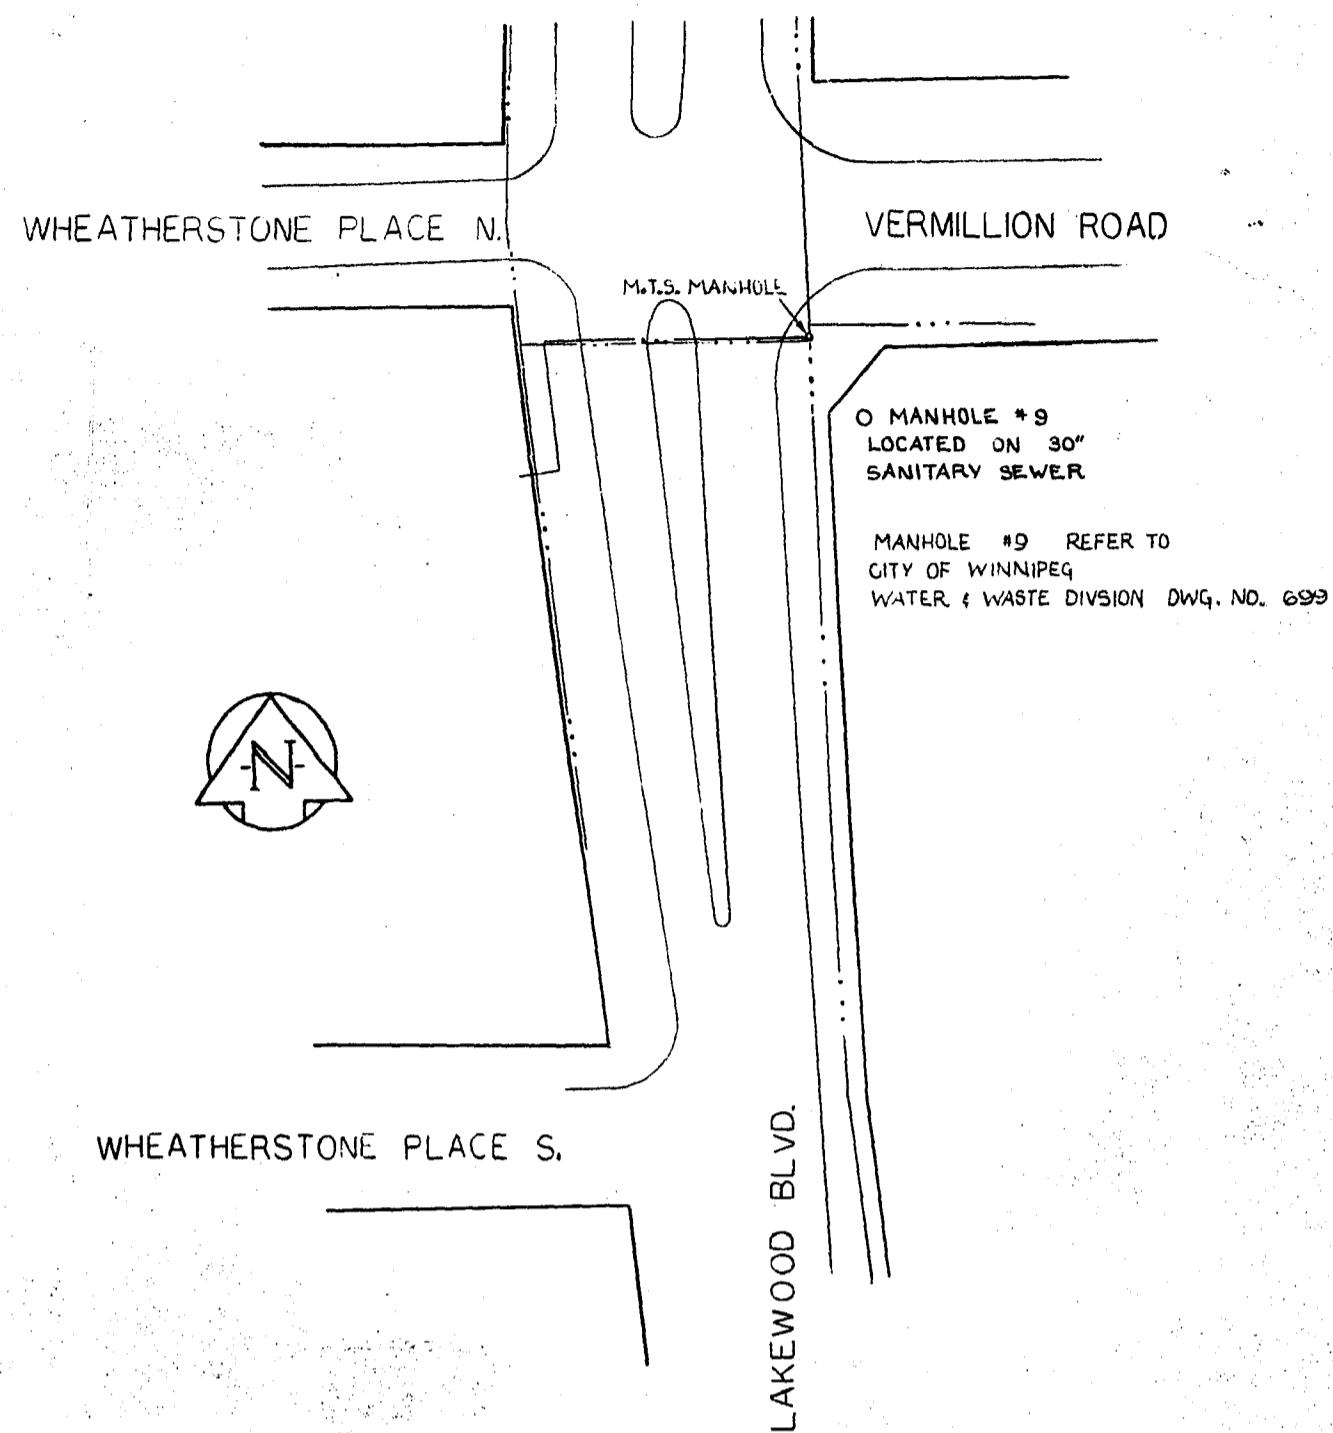 WHEATHERSTONE PLACE N.
VERMILLION ROAD
M.T.S. MANHOLE
O MANHOLE #9
LOCATED ON 30"
SANITARY SEWER
MANHOLE #9 REFER TO
CITY OF WINNIPEG
WATER & WASTE DIVSION DWG. NO. 699
N
WHEATHERSTONE PLACE S.
LAKEWOOD BLVD.